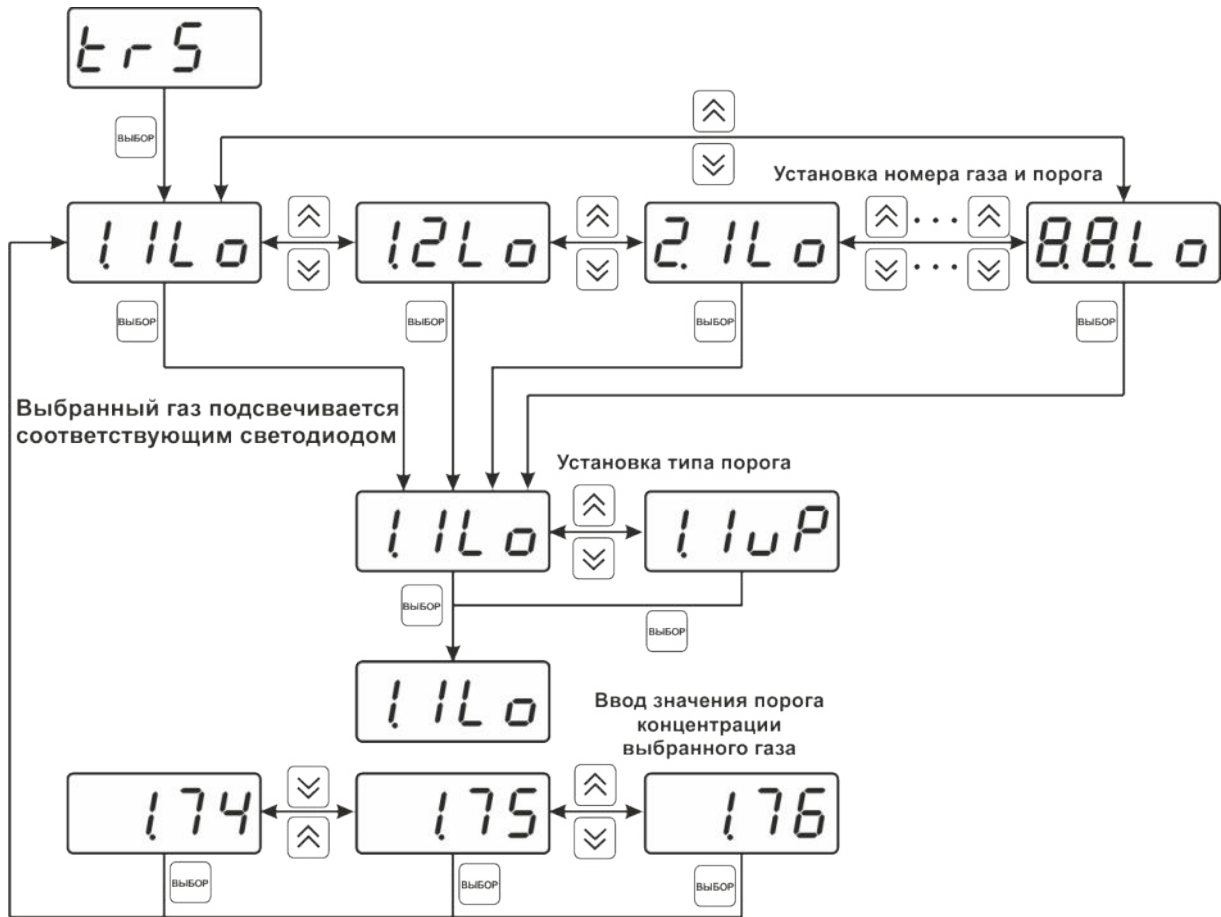 trS
ВЫБОР
Установка номера газа и порога
1.1Lo
1.2Lo
2.1Lo
. . .
8.8.Lo
. . .
ВЫБОР
ВЫБОР
ВЫБОР
ВЫБОР
Выбранный газ подсвечивается
соответствующим светодиодом
Установка типа порога
1.1Lo
1.1uP
ВЫБОР
ВЫБОР
1.1Lo
Ввод значения порога
концентрации
выбранного газа
1.74
1.75
1.76
ВЫБОР
ВЫБОР
ВЫБОР